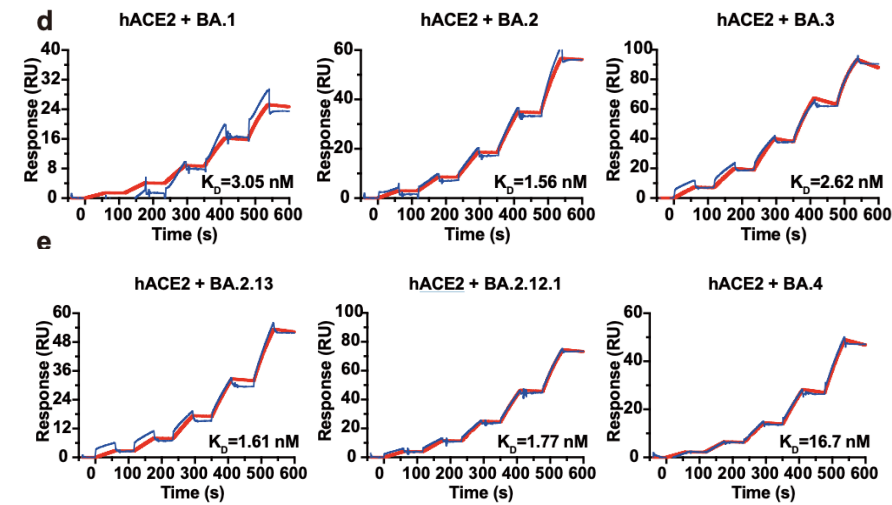 d
hACE2 + BA.1
hACE2 + BA.2
hACE2 + BA.3
Response (RU)
40
32
24
16
8
0
K_D=3.05 nM
0 100 200 300 400 500 600
Time (s)
60
40
20
0
K_D=1.56 nM
0 100 200 300 400 500 600
Time (s)
Response (RU)
100
80
60
40
20
0
K_D=2.62 nM
0 100 200 300 400 500 600
Time (s)
Response (RU)
e
hACE2 + BA.2.13
hACE2 + BA.2.12.1
hACE2 + BA.4
Response (RU)
60
48
36
24
12
0
K_D=1.61 nM
0 100 200 300 400 500 600
Time (s)
Response (RU)
100
80
60
40
20
0
K_D=1.77 nM
0 100 200 300 400 500 600
Time (s)
Response (RU)
60
40
20
0
K_D=16.7 nM
0 100 200 300 400 500 600
Time (s)